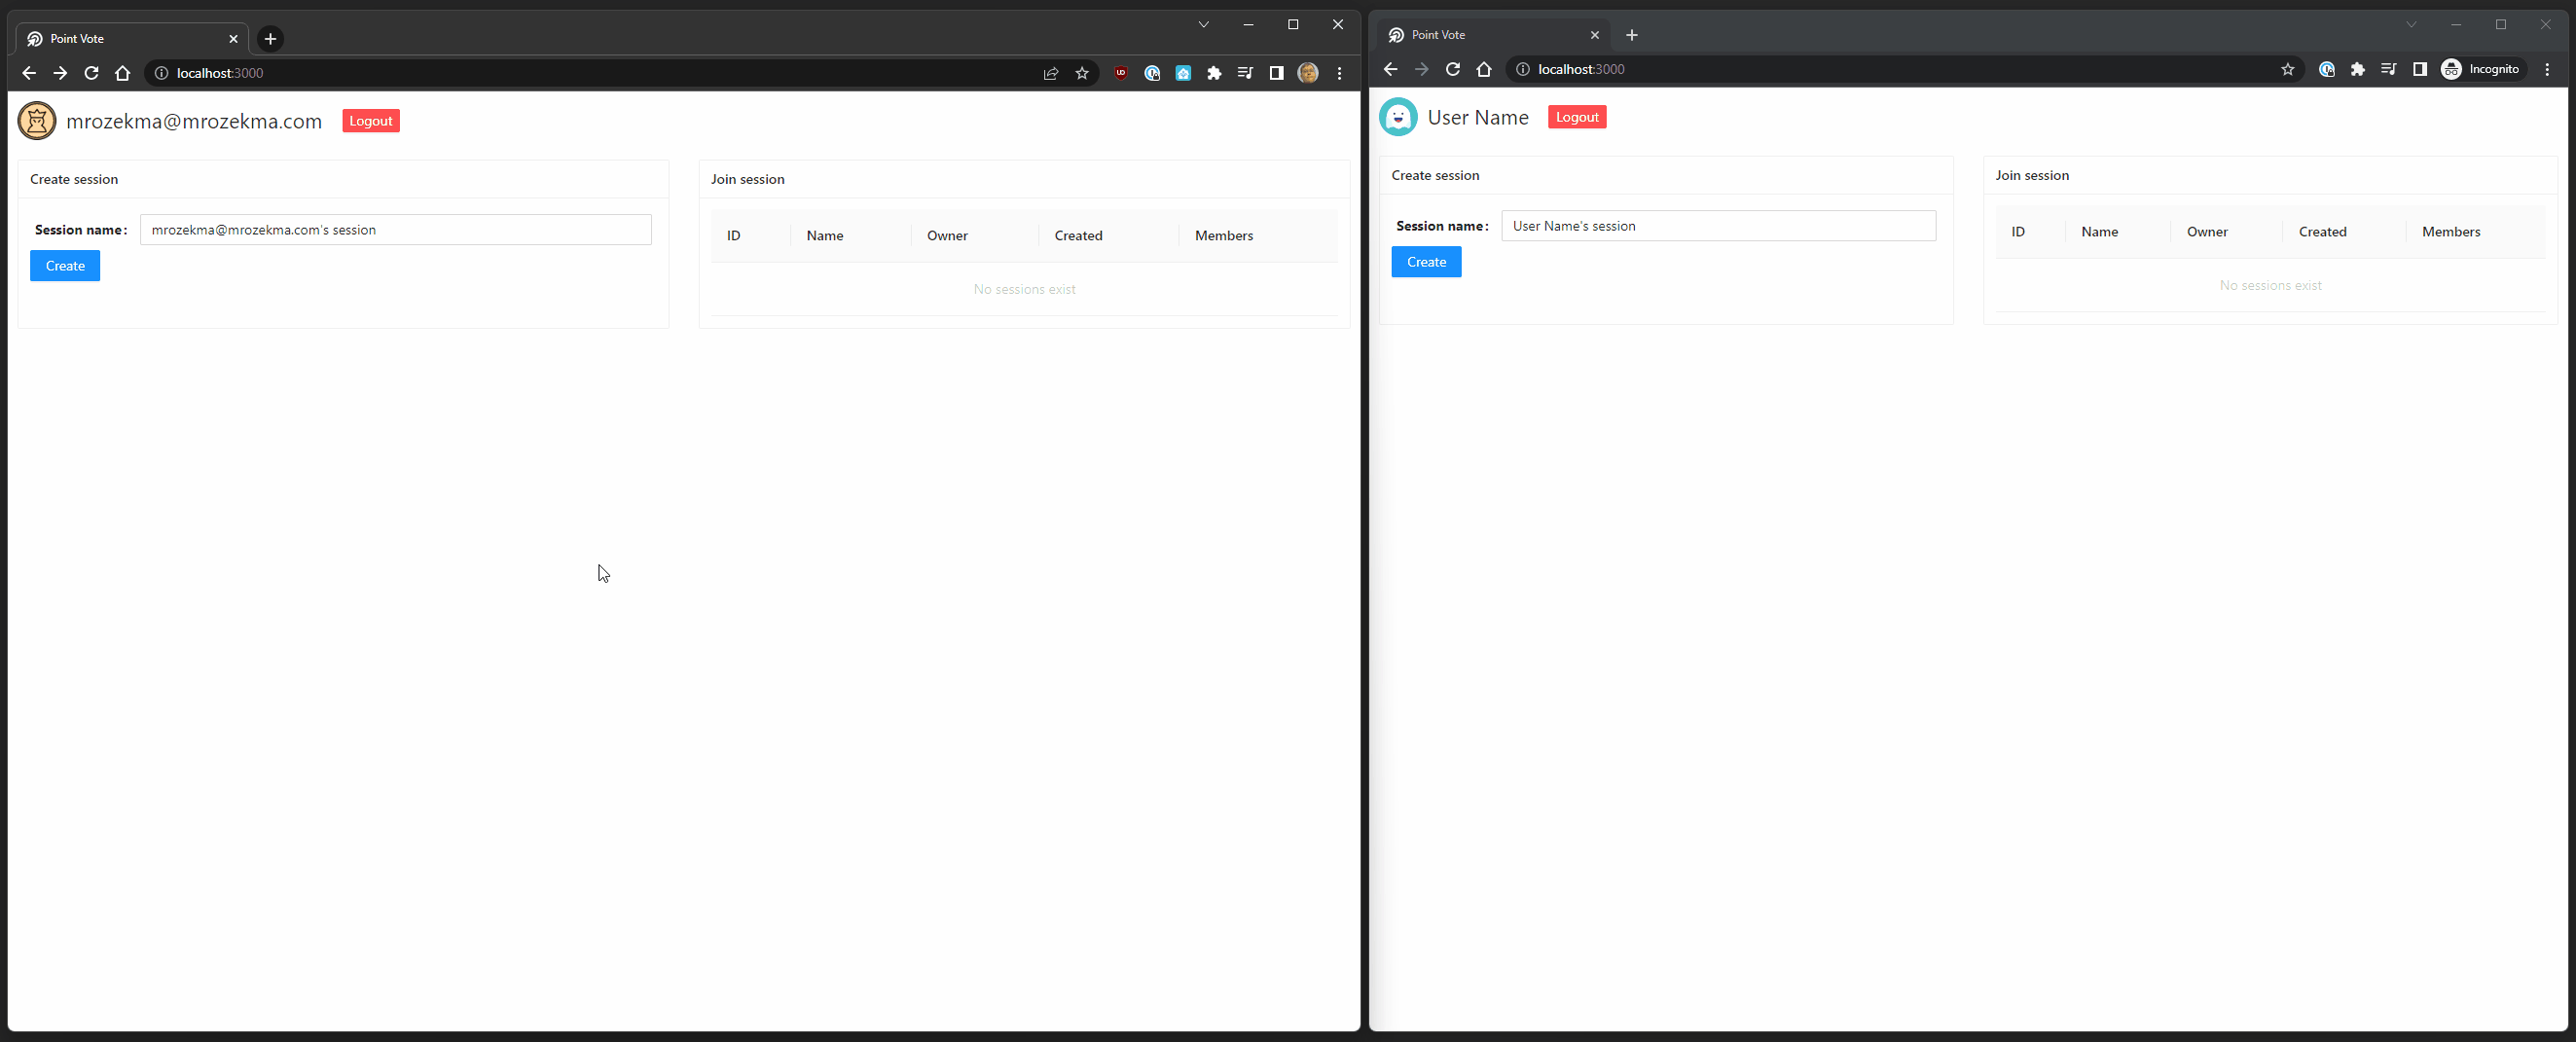 Point Vote
localhost:3000
mrozekma@mrozekma.com
Logout
Create session
Session name:
mrozekma@mrozekma.com's session
Create
Join session
ID Name Owner Created Members
No sessions exist
Point Vote
localhost:3000
Incognito
User Name
Logout
Create session
Session name:
User Name's session
Create
Join session
ID Name Owner Created Members
No sessions exist